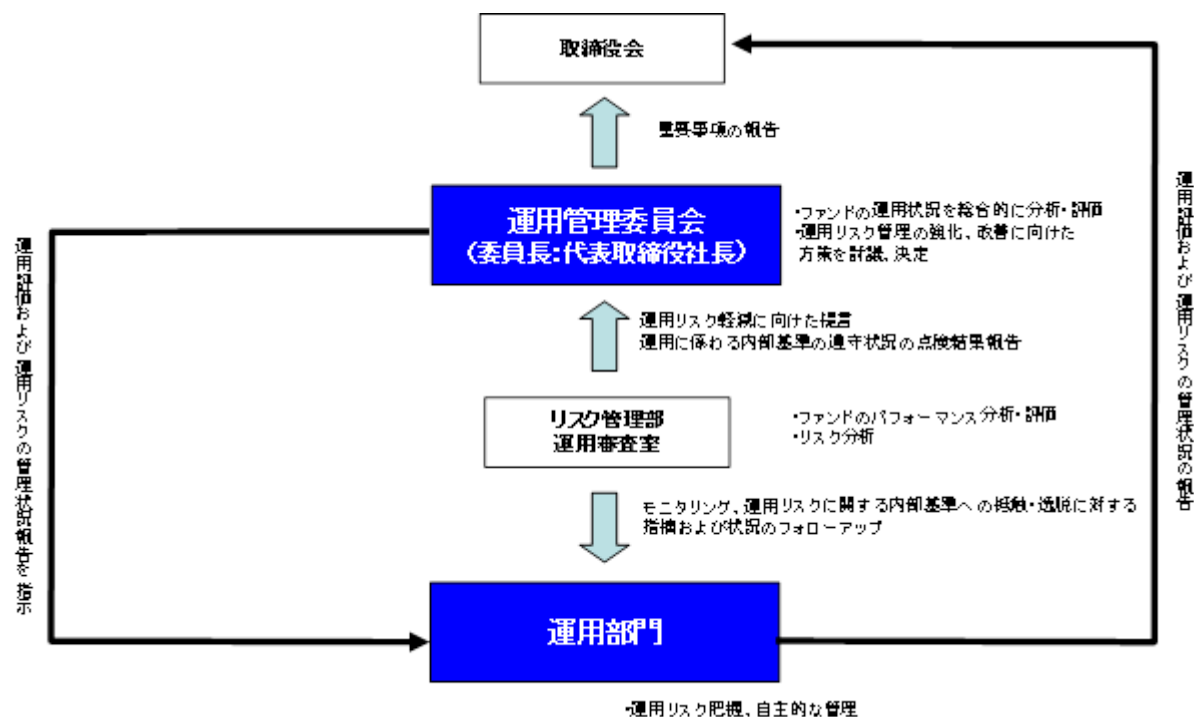 取締役会
重要事項の報告
運用管理委員会
（委員長：代表取締役社長）
・ファンドの運用状況を総合的に分析・評価
・運用リスク管理の強化、改善に向けた
方策を討議、決定
運用リスク軽減に向けた提言
運用に係わる内部基準の遵守状況の点検結果報告
リスク管理部
運用審査室
・ファンドのパフォーマンス分析・評価
・リスク分析
モニタリング、運用リスクに関する内部基準への抵触・逸脱に対する
指摘および状況のフォローアップ
運用部門
・運用リスク把握、自主的な管理
運用評価および運用リスクの管理状況報告を指示
運用評価および運用リスクの管理状況の報告